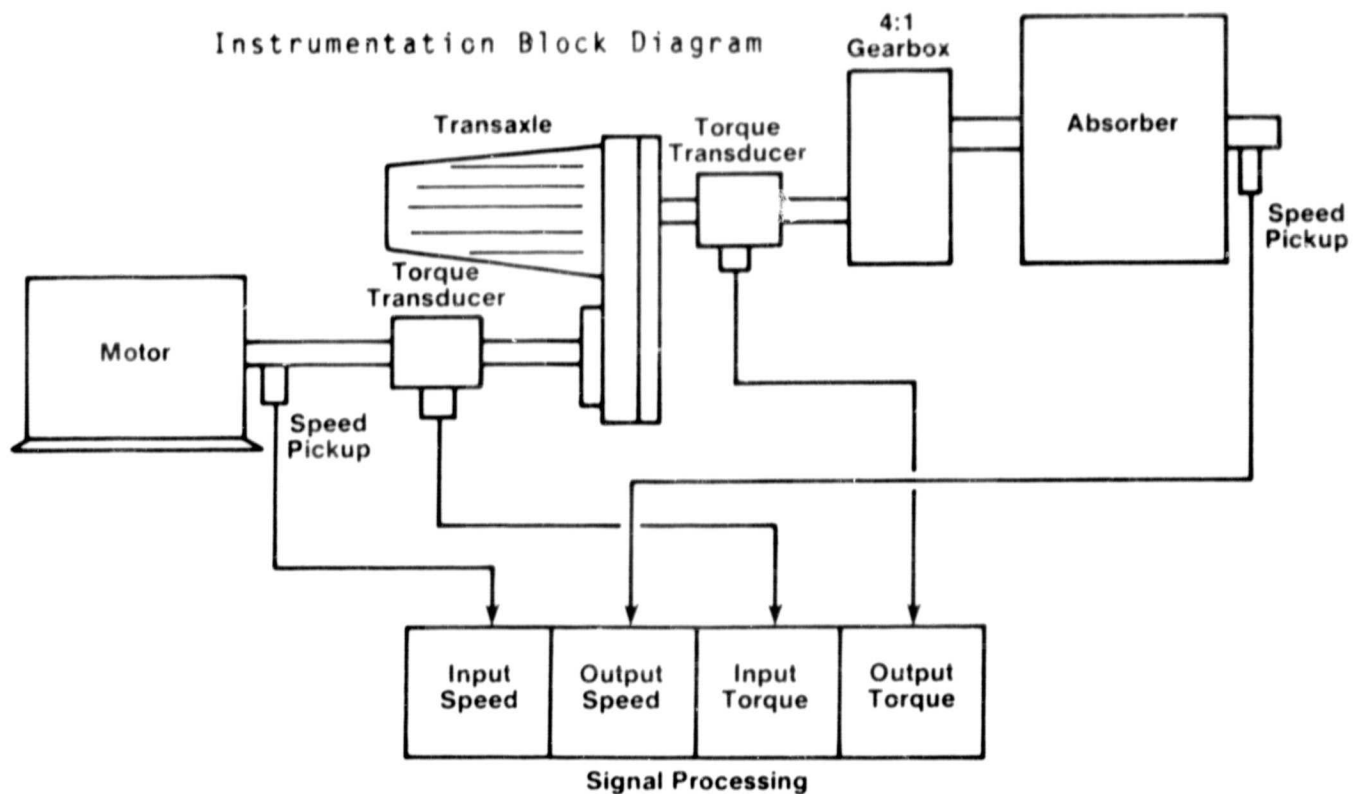 Instrumentation Block Diagram
4:1
Gearbox
Transaxle
Torque
Transducer
Absorber
Speed
Pickup
Torque
Transducer
Motor
Speed
Pickup
Input
Speed
Output
Speed
Input
Torque
Output
Torque
Signal Processing